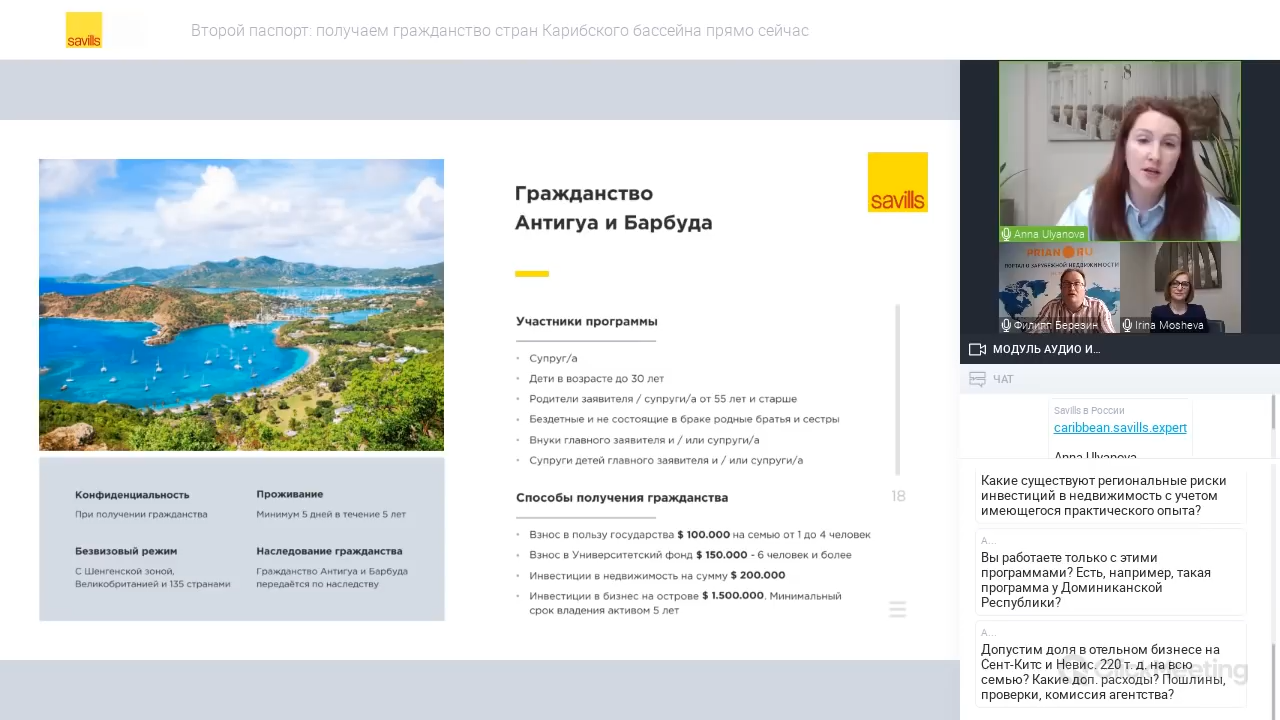 savills
Второй паспорт: получаем гражданство стран Карибского бассейна прямо сейчас
Гражданство
Антигуа и Барбуда
savills
Участники программы
• Супруг/а
• Дети в возрасте до 30 лет
• Родители заявителя / супруги/а от 55 лет и старше
• Бездетные и не состоящие в браке родные братья и сестры
• Внуки главного заявителя и / или супруги/а
• Супруги детей главного заявителя и / или супруги/а
Способы получения гражданства
18
• Взнос в пользу государства $ 100.000 на семью от 1 до 4 человек
• Взнос в Университетский фонд $ 150.000 - 6 человек и более
• Инвестиции в недвижимость на сумму $ 200.000
• Инвестиции в бизнес на острове $ 1.500.000. Минимальный
срок владения активом 5 лет
Конфиденциальность
При получении гражданства
Проживание
Минимум 5 дней в течение 5 лет
Безвизовый режим
С Шенгенской зоной,
Великобританией и 135 странами
Наследование гражданства
Гражданство Антигуа и Барбуда
передаётся по наследству
8
7
Anna Ulyanova
PRIAN RU
ПОРТАЛ О ЗАРУБЕЖНОЙ НЕДВИЖИМОСТИ
Филипп Березин
Irina Mosheva
МОДУЛЬ АУДИО И...
ЧАТ
Savills в России
caribbean.savills.expert
Anna Ulyanova
Какие существуют региональные риски
инвестиций в недвижимость с учетом
имеющегося практического опыта?
А...
Вы работаете только с этими
программами? Есть, например, такая
программа у Доминиканской
Республики?
А...
Допустим доля в отельном бизнесе на
Сент-Китс и Невис, 220 т. д. на всю
семью? Какие доп. расходы? Пошлины,
проверки, комиссия агентства?
ClickMeeting